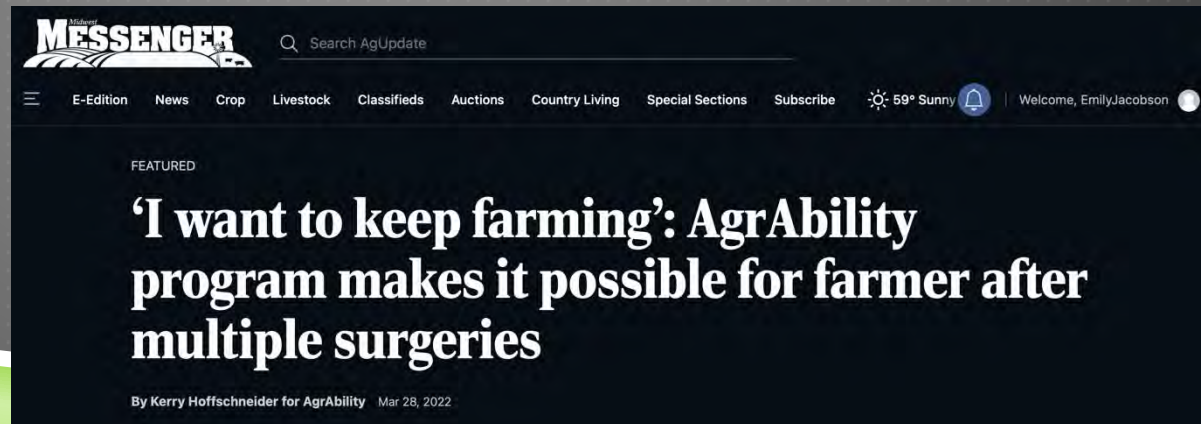 Midwest
MESSENGER
Search AgUpdate
E-Edition News Crop Livestock Classifieds Auctions Country Living Special Sections Subscribe 59° Sunny Welcome, EmilyJacobson
FEATURED
‘I want to keep farming’: AgrAbility
program makes it possible for farmer after
multiple surgeries
By Kerry Hoffschneider for AgrAbility Mar 28, 2022